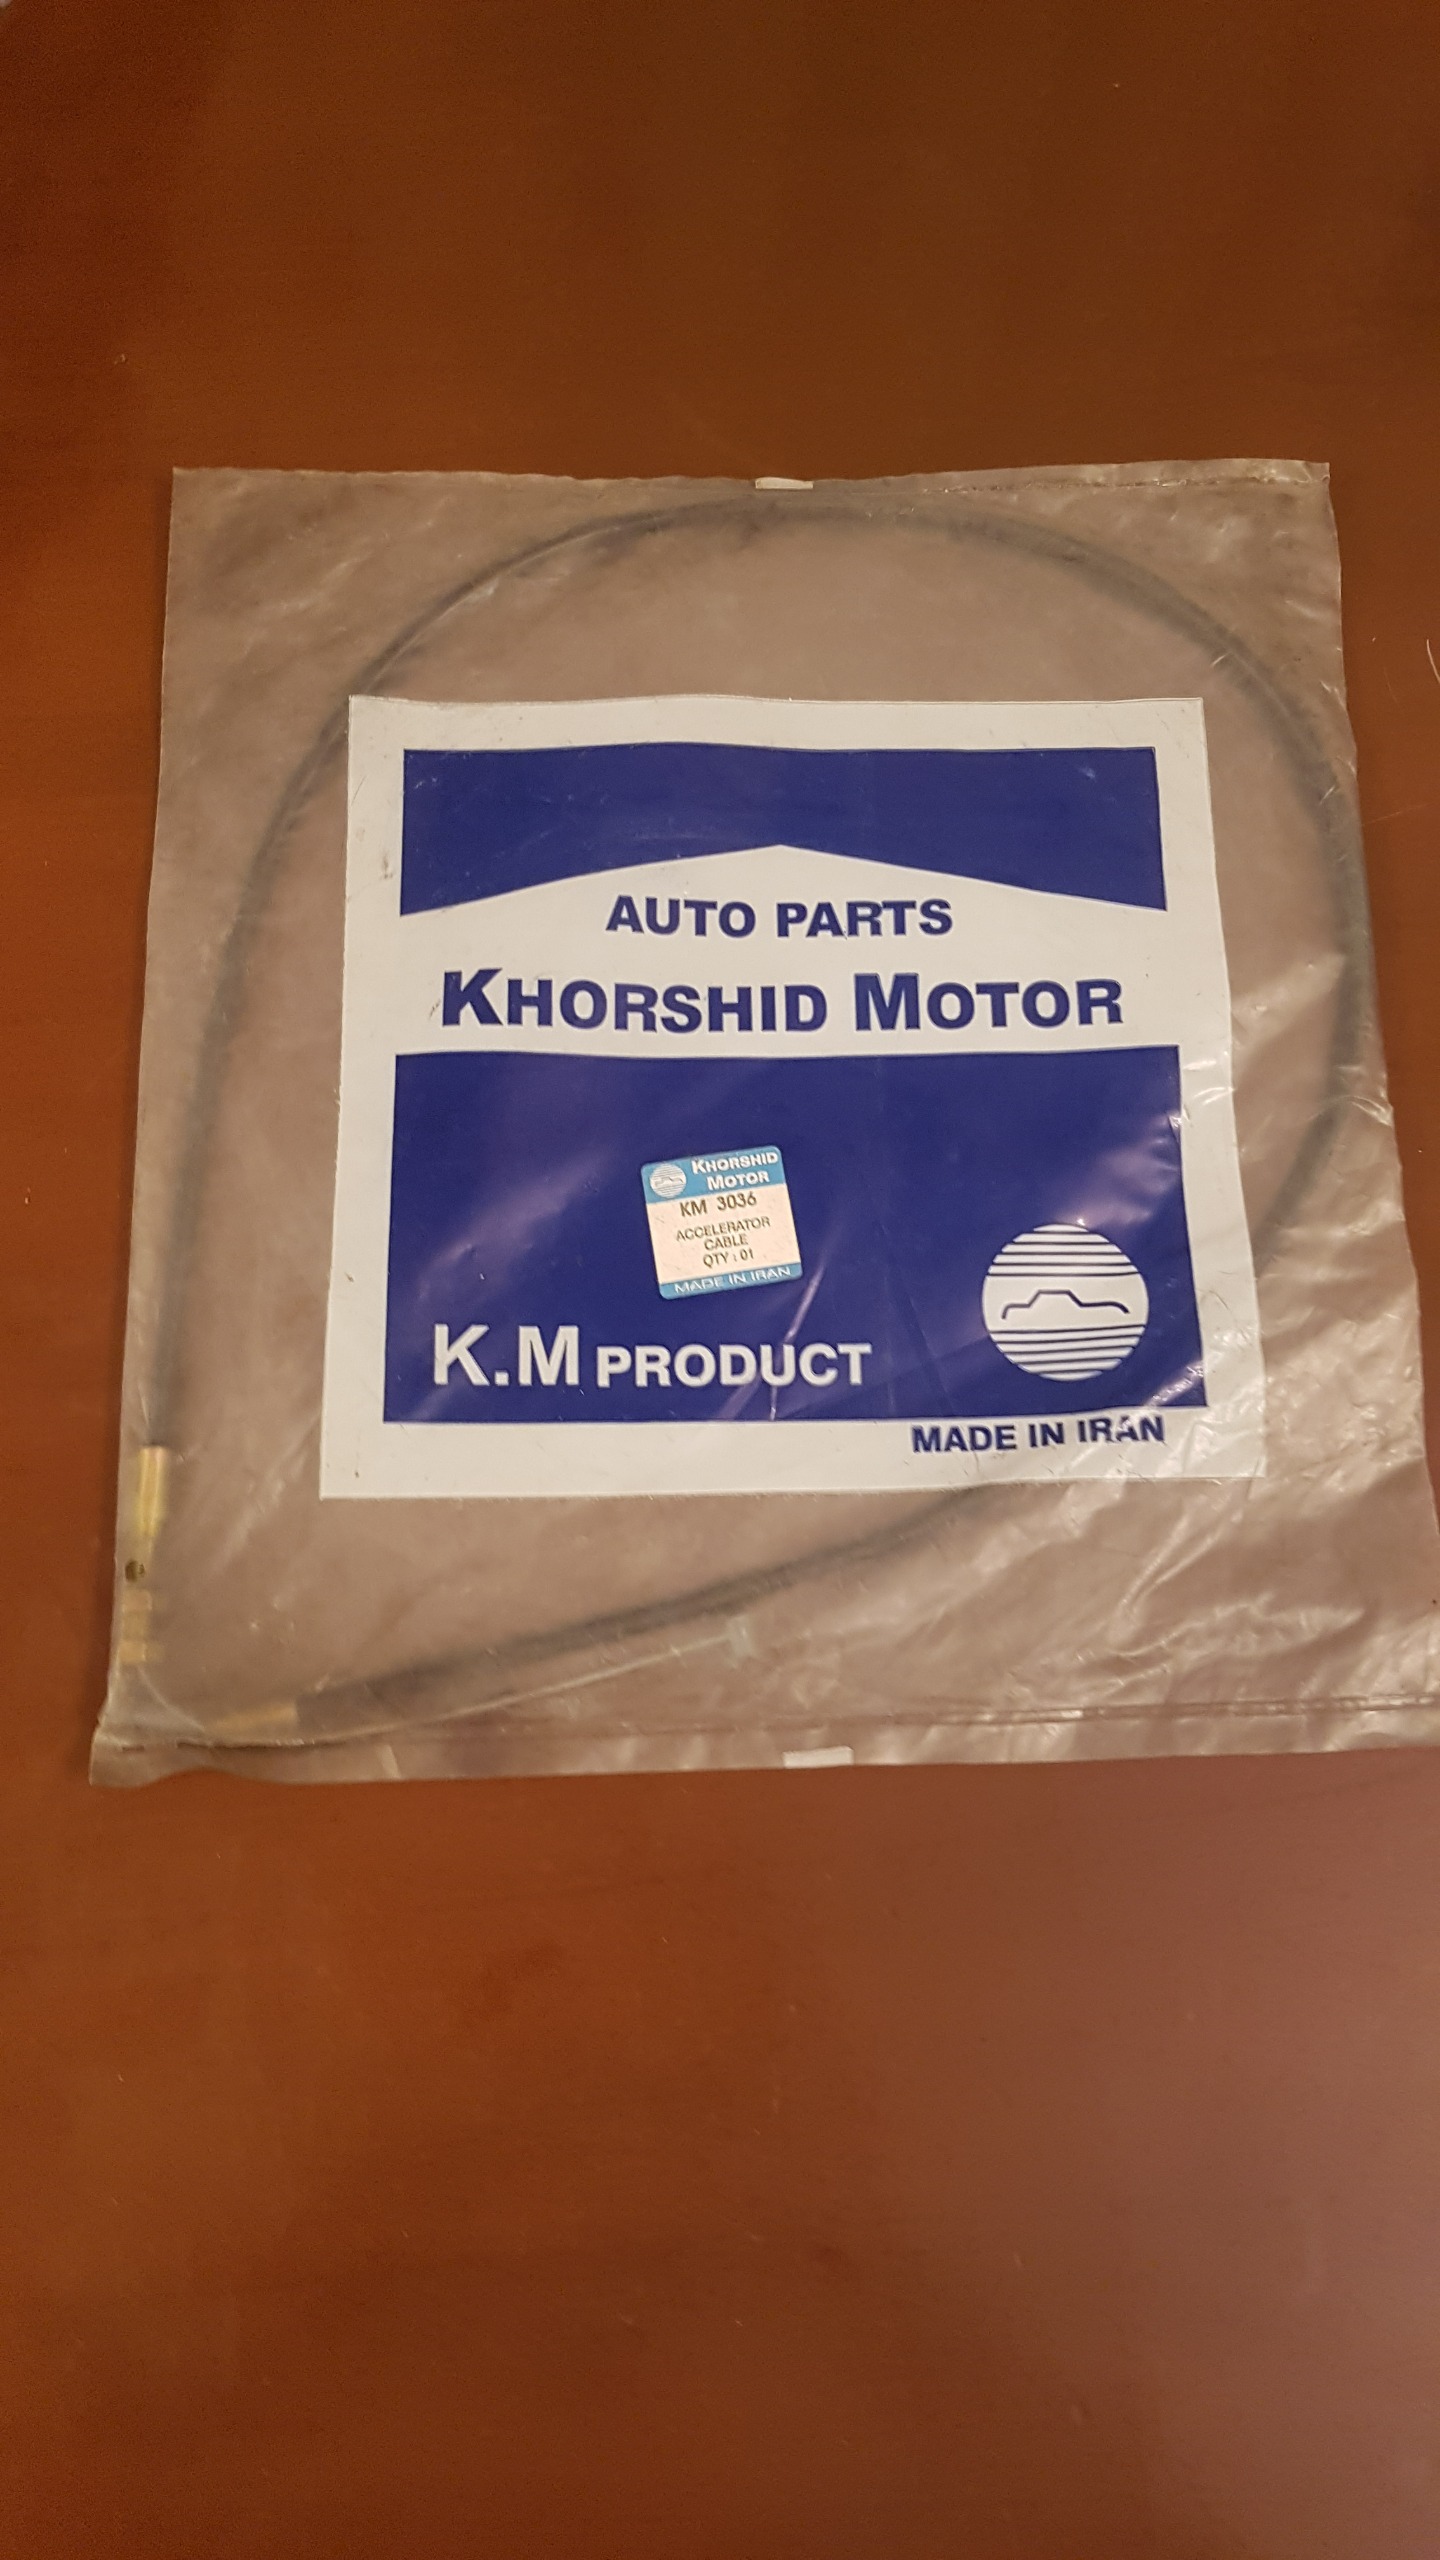 AUTO PARTS
KHORSHID MOTOR
KHORSHID
MOTOR
KM 3036
ACCELERATOR
CABLE
QTY : 01
MADE IN IRAN
K.M PRODUCT
MADE IN IRAN